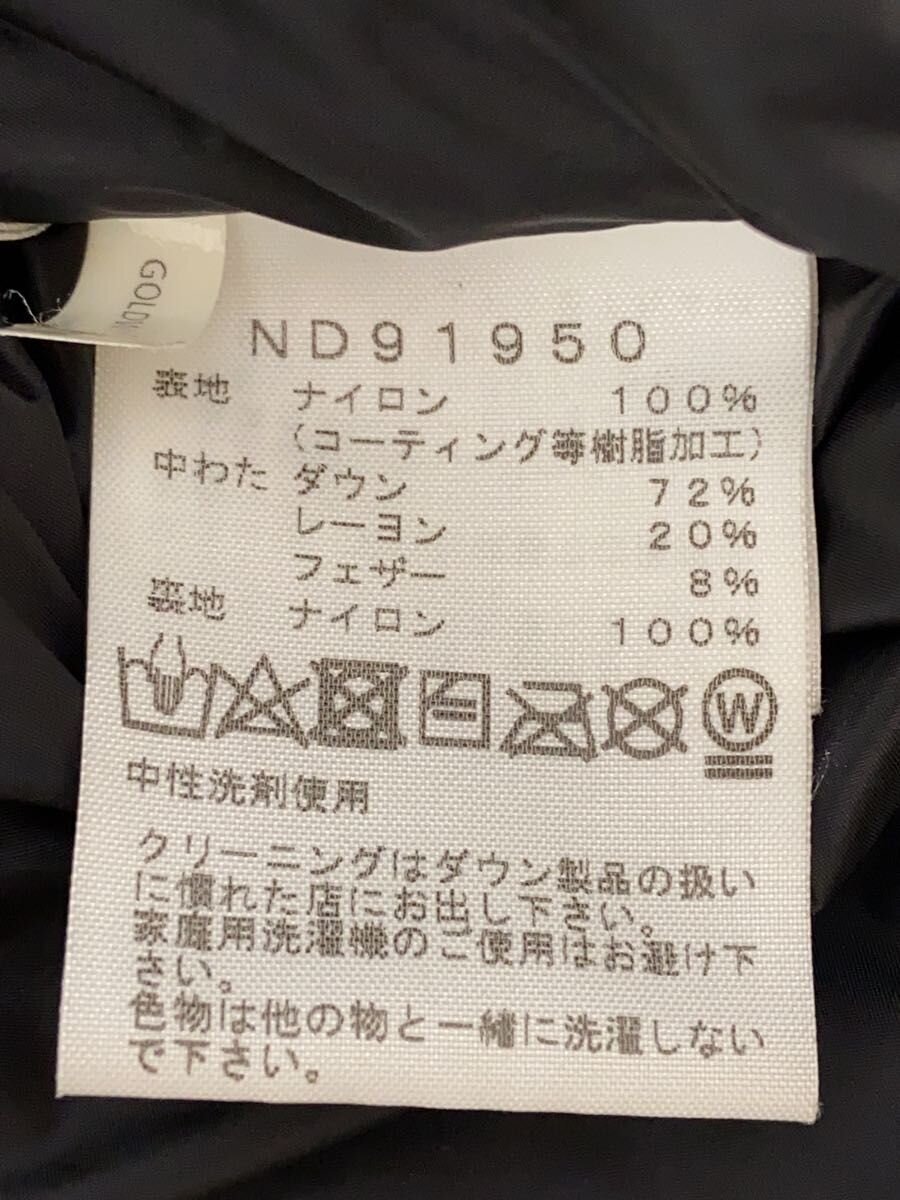 GOLDW
ND91950
表地 ナイロン 100%
(コーティング等樹脂加工)
中わた ダウン 72%
レーヨン 20%
フェザー 8%
裏地 ナイロン 100%
W
中性洗剤使用
クリーニングはダウン製品の扱い
に慣れた店にお出し下さい。
家庭用洗濯機のご使用はお避け下
さい。
色物は他の物と一緒に洗濯しない
で下さい。